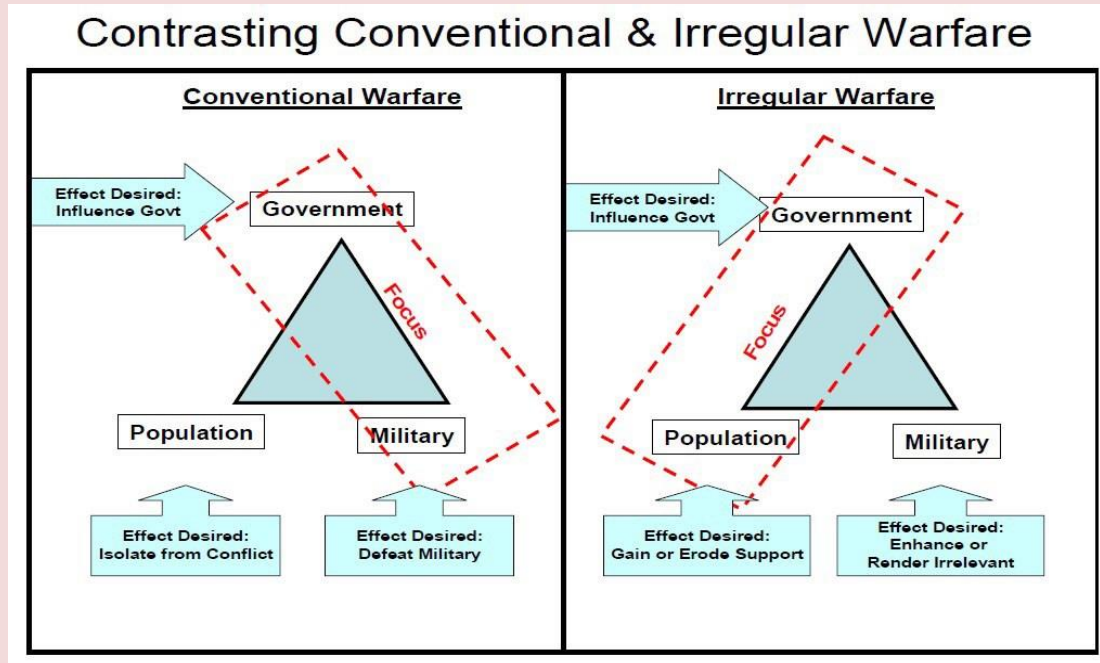 Contrasting Conventional & Irregular Warfare
Conventional Warfare
Effect Desired:
Influence Govt
Government
Focus
Population
Military
Effect Desired:
Isolate from Conflict
Effect Desired:
Defeat Military
Irregular Warfare
Effect Desired:
Influence Govt
Government
Focus
Population
Military
Effect Desired:
Gain or Erode Support
Effect Desired:
Enhance or
Render Irrelevant